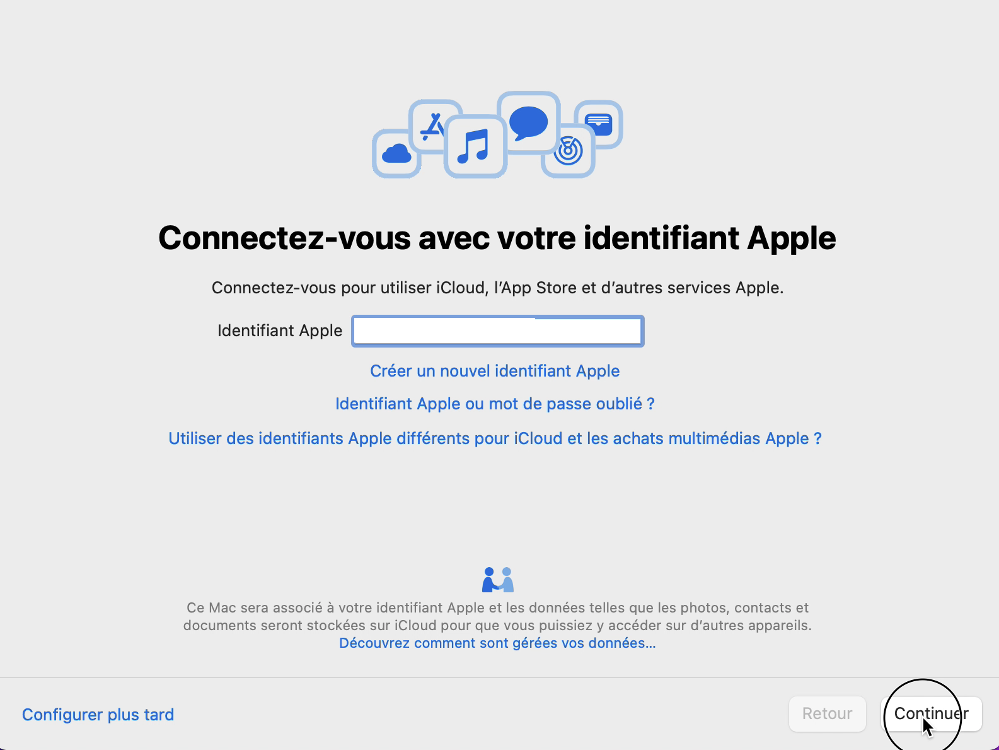 Connectez-vous avec votre identifiant Apple
Connectez-vous pour utiliser iCloud, l’App Store et d’autres services Apple.
Identifiant Apple
Créer un nouvel identifiant Apple
Identifiant Apple ou mot de passe oublié ?
Utiliser des identifiants Apple différents pour iCloud et les achats multimédias Apple ?
Ce Mac sera associé à votre identifiant Apple et les données telles que les photos, contacts et
documents seront stockées sur iCloud pour que vous puissiez y accéder sur d’autres appareils.
Découvrez comment sont gérées vos données…
Configurer plus tard
Retour
Continuer